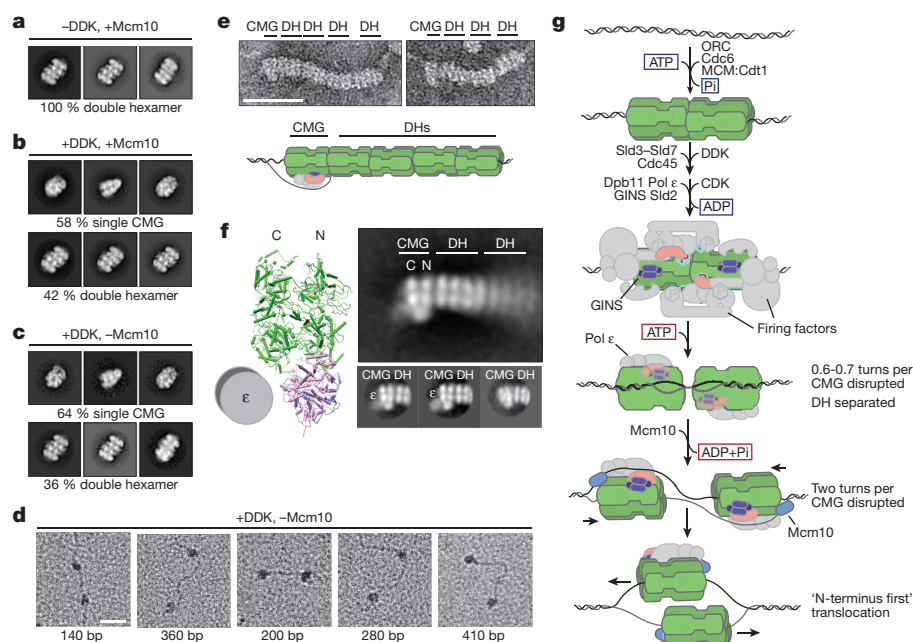 a
–DDK, +Mcm10
100 % double hexamer
b
+DDK, +Mcm10
58 % single CMG
42 % double hexamer
c
+DDK, –Mcm10
64 % single CMG
36 % double hexamer
d
+DDK, –Mcm10
140 bp
360 bp
200 bp
280 bp
410 bp
e
CMG DH DH DH DH
CMG DH DH DH
CMG DHs
f
C N
ε
CMG DH DH
C N
CMG DH
ε
CMG DH
ε
CMG DH
g
ORC
Cdc6
MCM:Cdt1
ATP
Pi
Sld3–Sld7
Cdc45
DDK
Dpb11 Pol ε
GINS Sld2
CDK
ADP
GINS
Firing factors
ATP
Pol ε
0.6-0.7 turns per
CMG disrupted
DH separated
Mcm10
ADP+Pi
Two turns per
CMG disrupted
Mcm10
'N-terminus first'
translocation